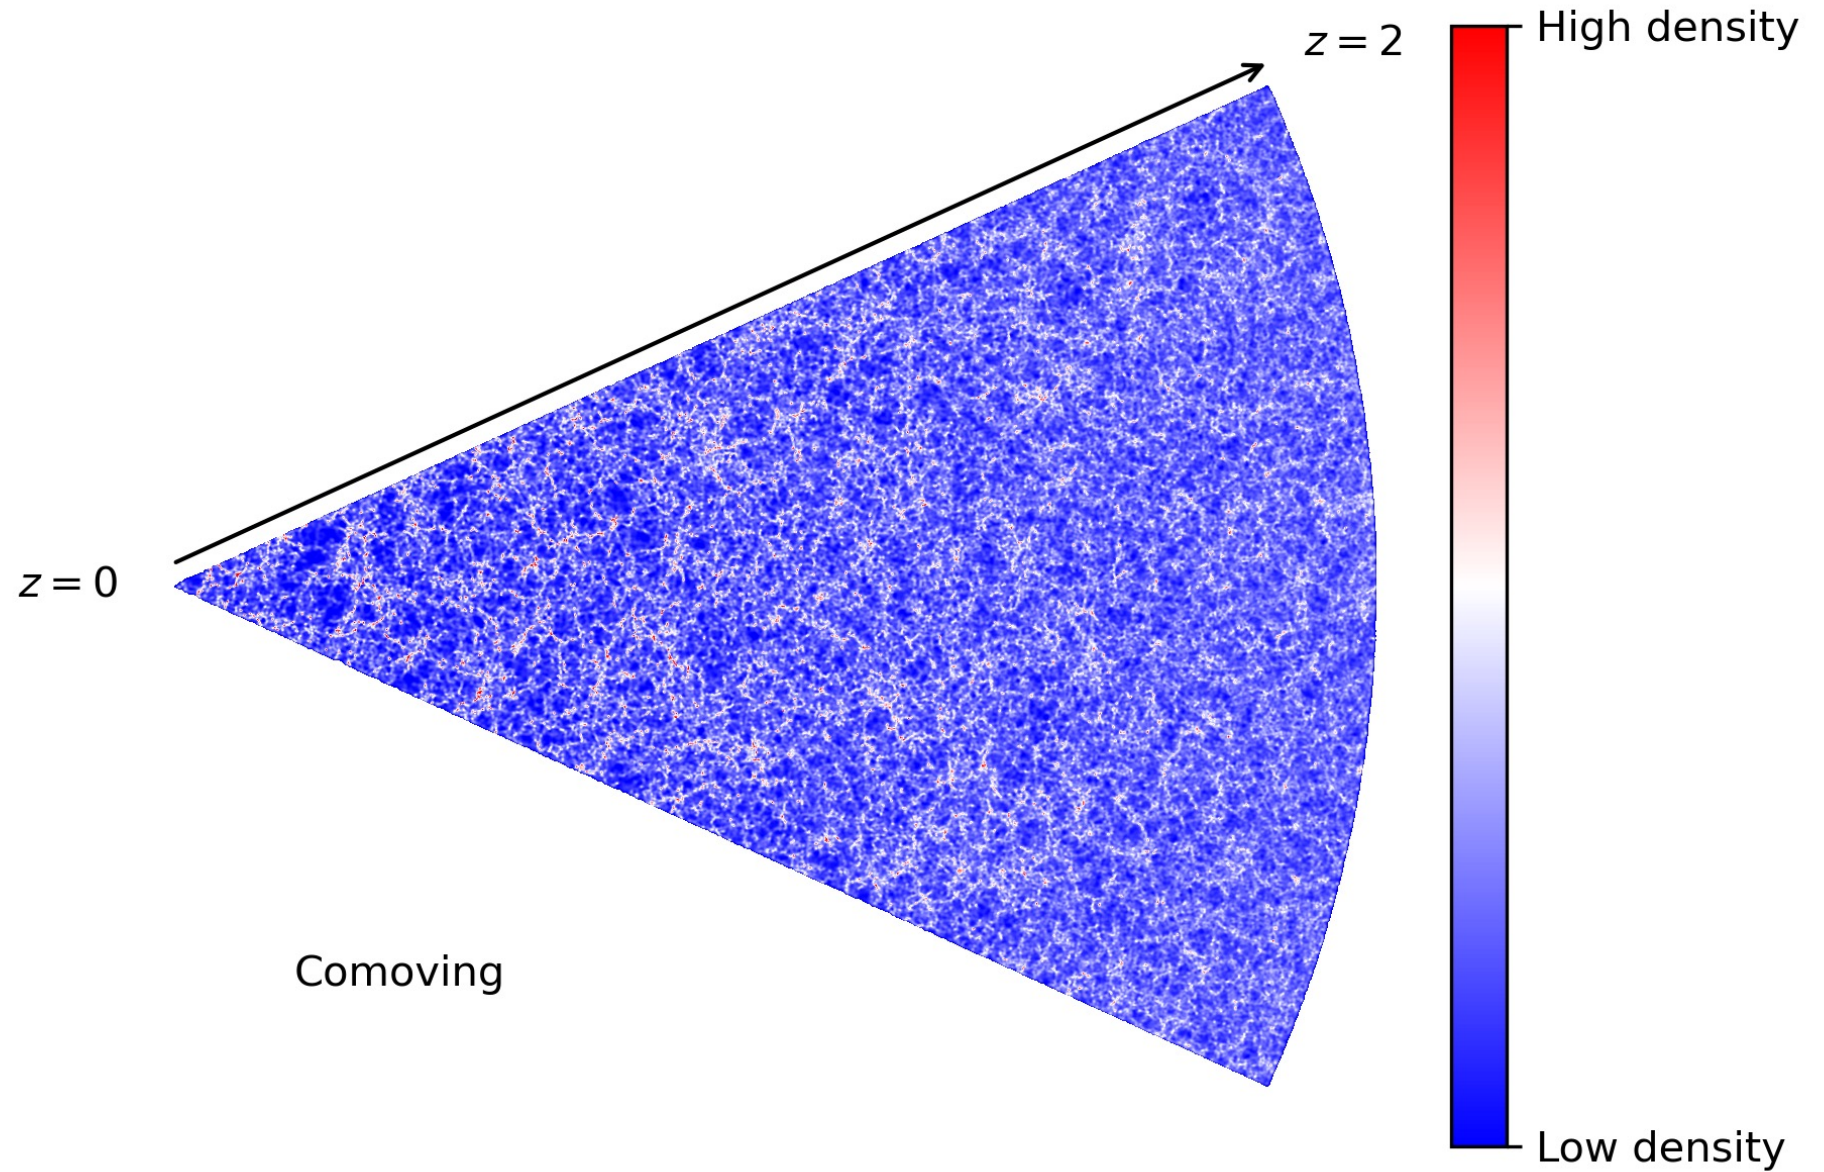 High density
z = 2
z = 0
Comoving
Low density